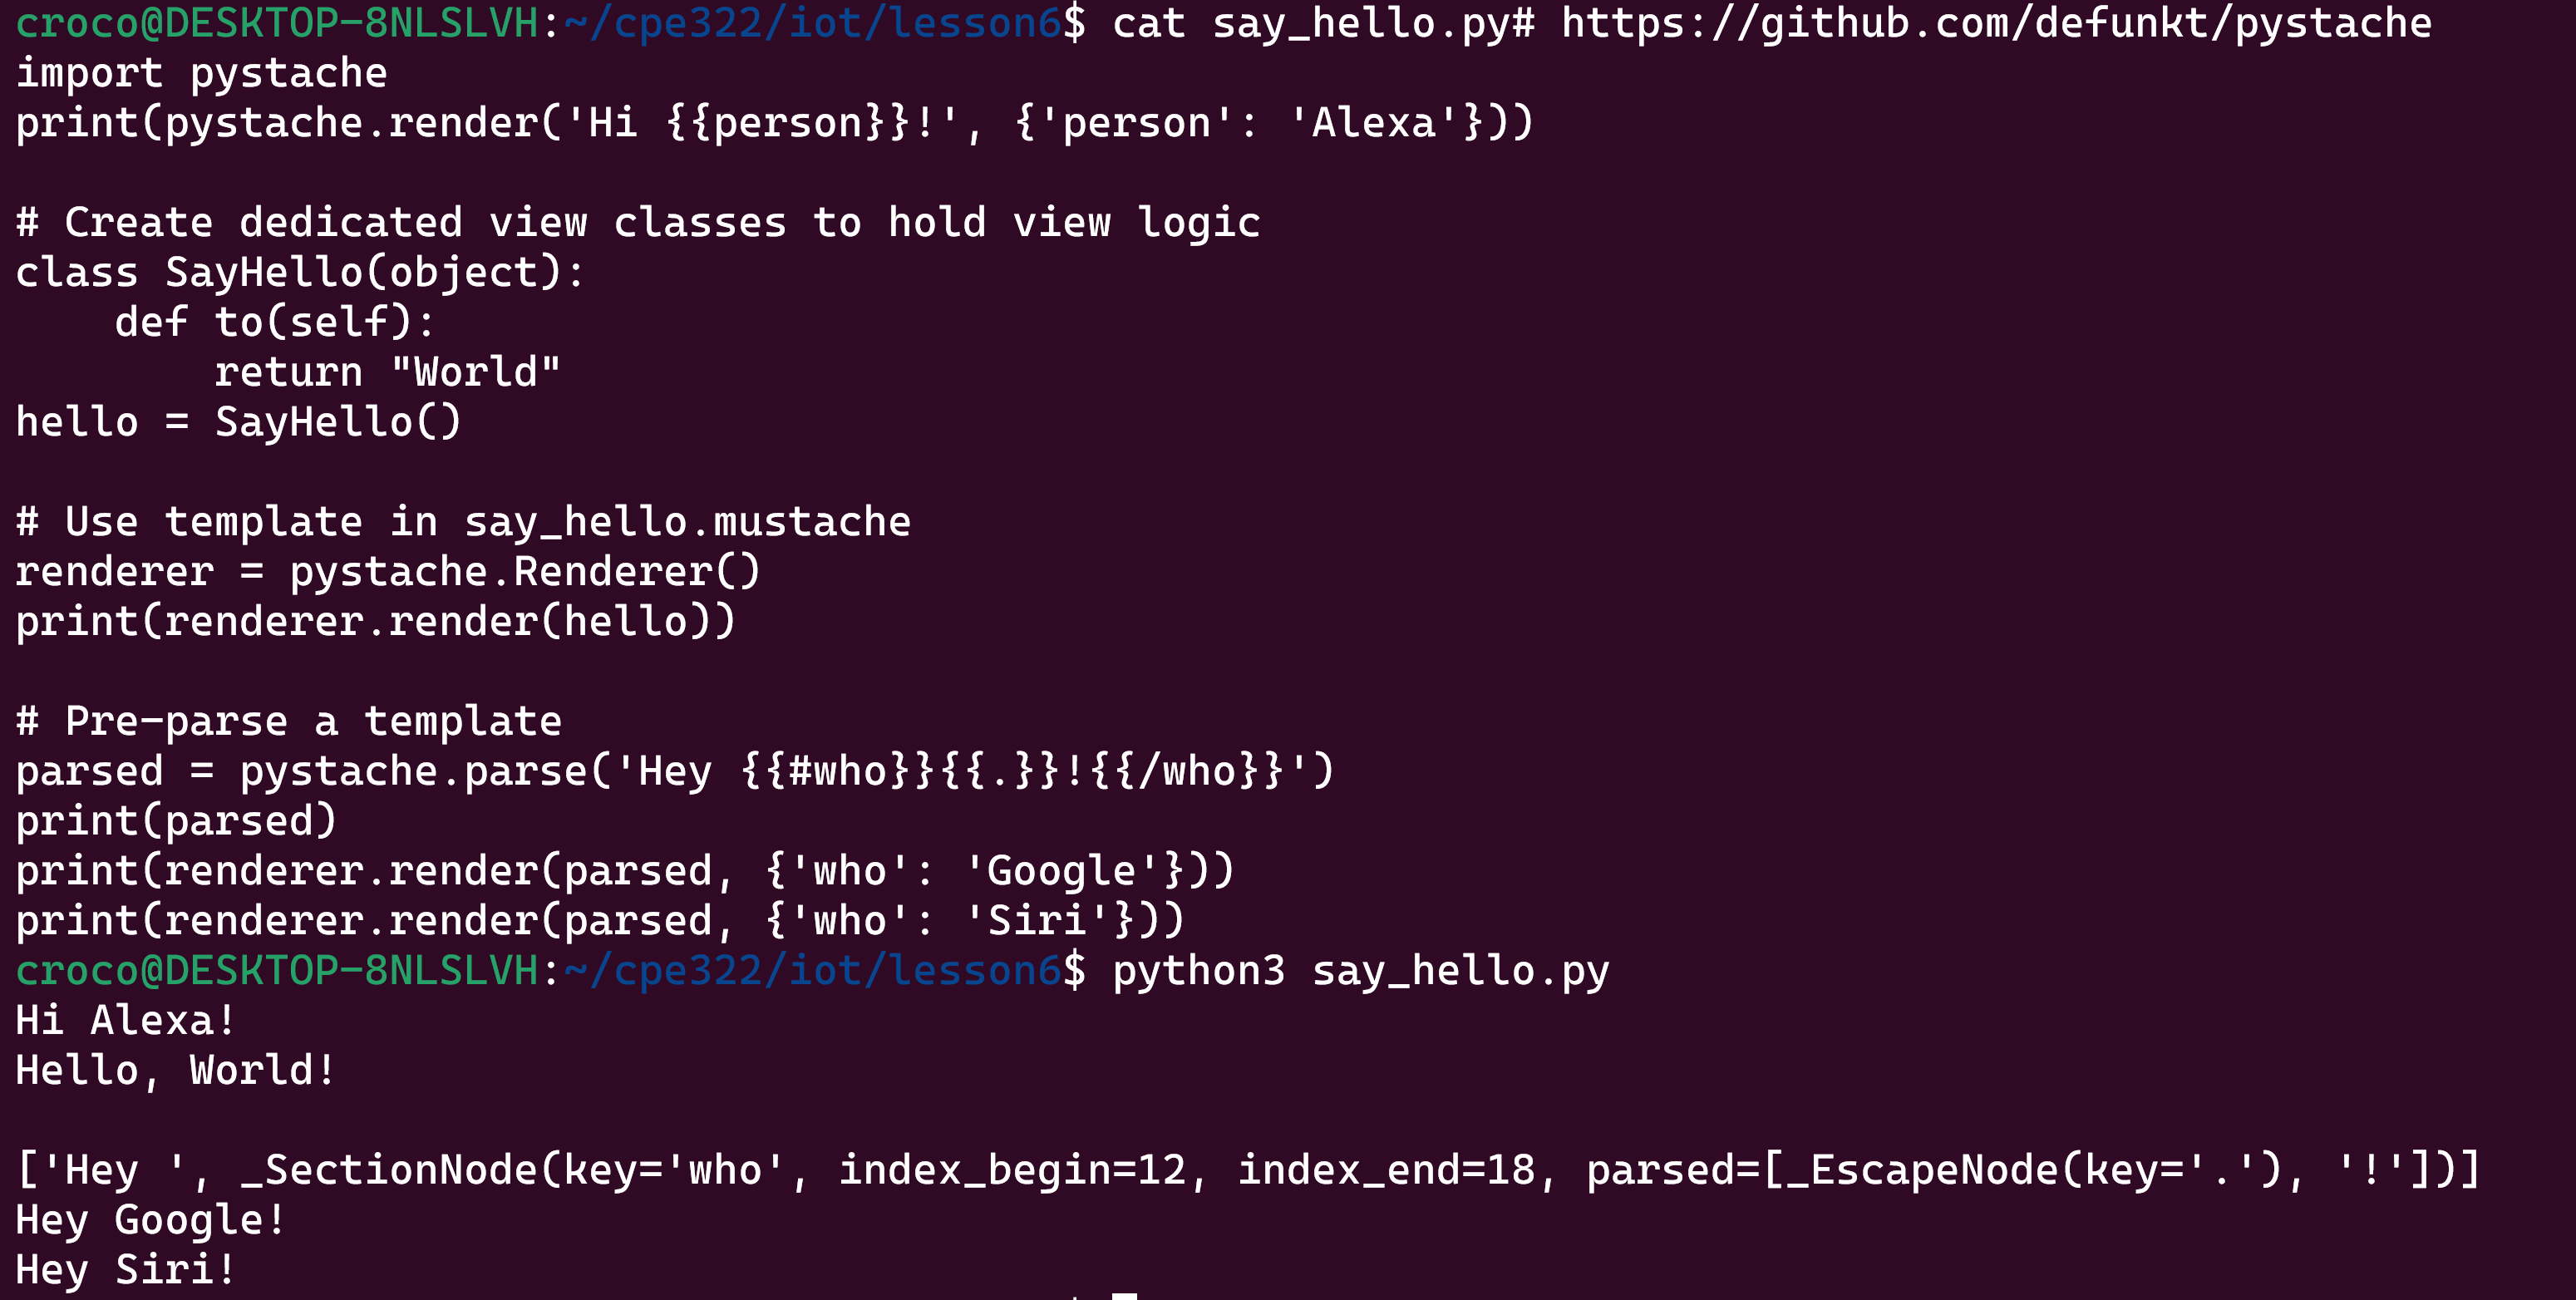 croco@DESKTOP-8NLSLVH:~/cpe322/iot/lesson6$ cat say_hello.py# https://github.com/defunkt/pystache
import pystache
print(pystache.render('Hi {{person}}!', {'person': 'Alexa'}))

# Create dedicated view classes to hold view logic
class SayHello(object):
    def to(self):
        return "World"
hello = SayHello()

# Use template in say_hello.mustache
renderer = pystache.Renderer()
print(renderer.render(hello))

# Pre-parse a template
parsed = pystache.parse('Hey {{#who}}{{.}}!{{/who}}')
print(parsed)
print(renderer.render(parsed, {'who': 'Google'}))
print(renderer.render(parsed, {'who': 'Siri'}))
croco@DESKTOP-8NLSLVH:~/cpe322/iot/lesson6$ python3 say_hello.py
Hi Alexa!
Hello, World!

['Hey ', _SectionNode(key='who', index_begin=12, index_end=18, parsed=[_EscapeNode(key='.'), '!'])]
Hey Google!
Hey Siri!